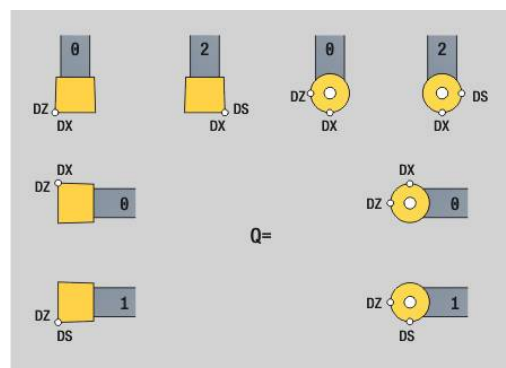 0 2 0 2
DZ DS DZ DS
DX DX DX DX
DX DX
DZ 0 DZ 0
Q=
DZ 1 DZ 1
DS DS